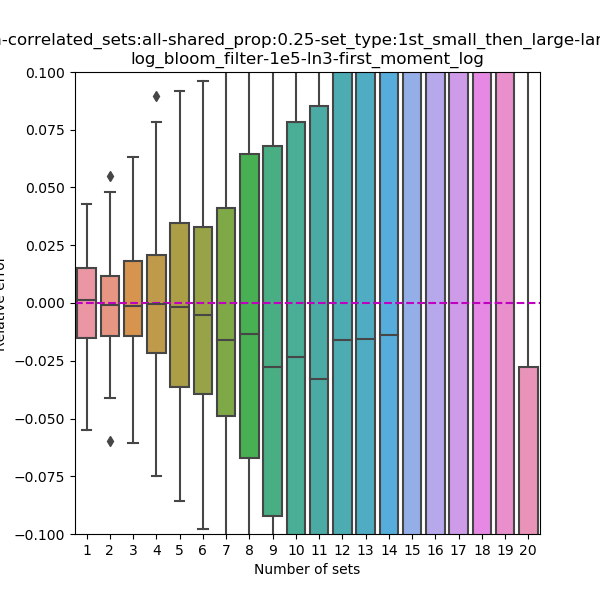 -correlated_sets:all-shared_prop:0.25-set_type:1st_small_then_large-lar
log_bloom_filter-1e5-ln3-first_moment_log
0.100
0.075
0.050
0.025
0.000
−0.025
−0.050
−0.075
−0.100
1 2 3 4 5 6 7 8 9 10 11 12 13 14 15 16 17 18 19 20
Number of sets